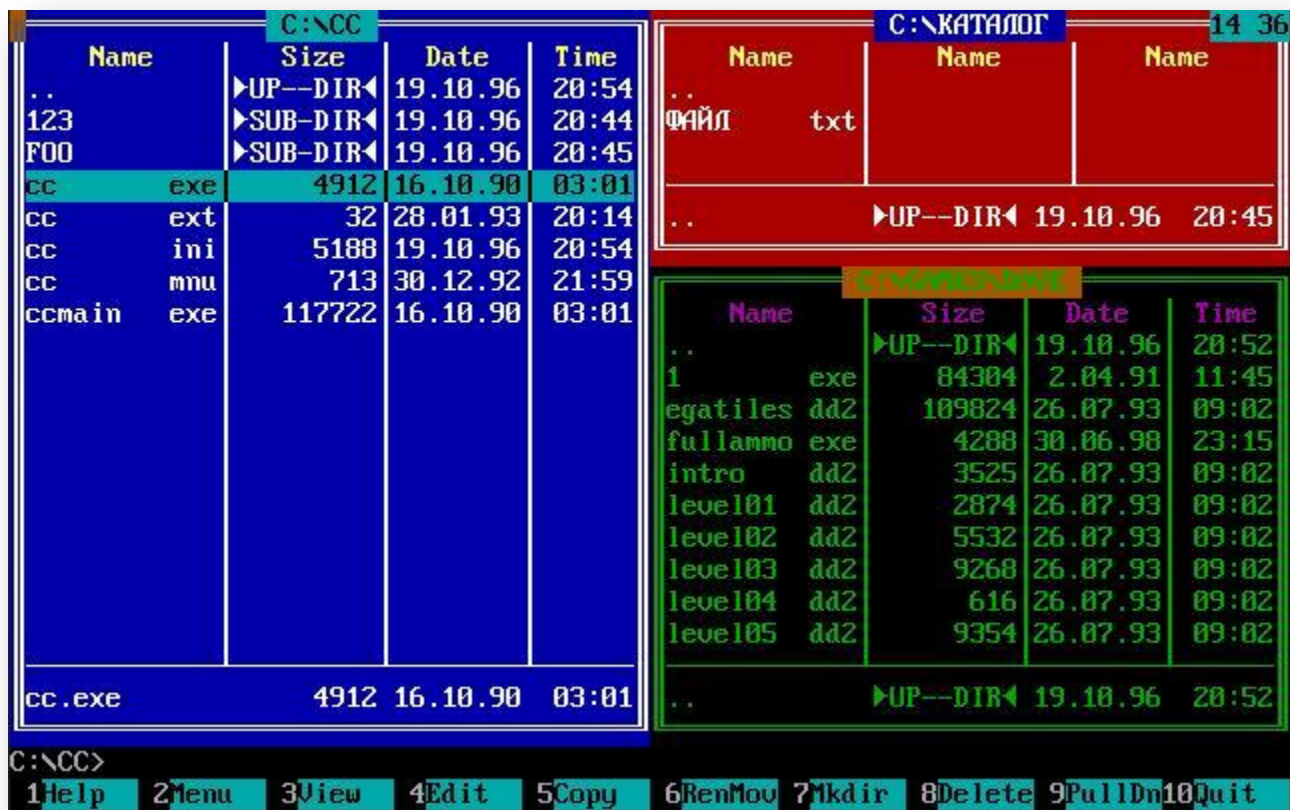 C:\CC
Name Size Date Time
.. ►UP--DIR◄ 19.10.96 20:54
123 ►SUB-DIR◄ 19.10.96 20:44
FOO ►SUB-DIR◄ 19.10.96 20:45
cc exe 4912 16.10.90 03:01
cc ext 32 28.01.93 20:14
cc ini 5188 19.10.96 20:54
cc mnu 713 30.12.92 21:59
ccmain exe 117722 16.10.90 03:01
cc.exe 4912 16.10.90 03:01
C:\КАТАЛОГ 14 36
Name Name Name
..
ФАЙЛ txt
.. ►UP--DIR◄ 19.10.96 20:45
Name Size Date Time
.. ►UP--DIR◄ 19.10.96 20:52
1 exe 84304 2.04.91 11:45
egatiles dd2 109824 26.07.93 09:02
fullammo exe 4288 30.06.98 23:15
intro dd2 3525 26.07.93 09:02
level01 dd2 2874 26.07.93 09:02
level02 dd2 5532 26.07.93 09:02
level03 dd2 9268 26.07.93 09:02
level04 dd2 616 26.07.93 09:02
level05 dd2 9354 26.07.93 09:02
.. ►UP--DIR◄ 19.10.96 20:52
C:\CC>
1Help 2Menu 3View 4Edit 5Copy 6RenMov 7Mkdir 8Delete 9PullDn 10Quit